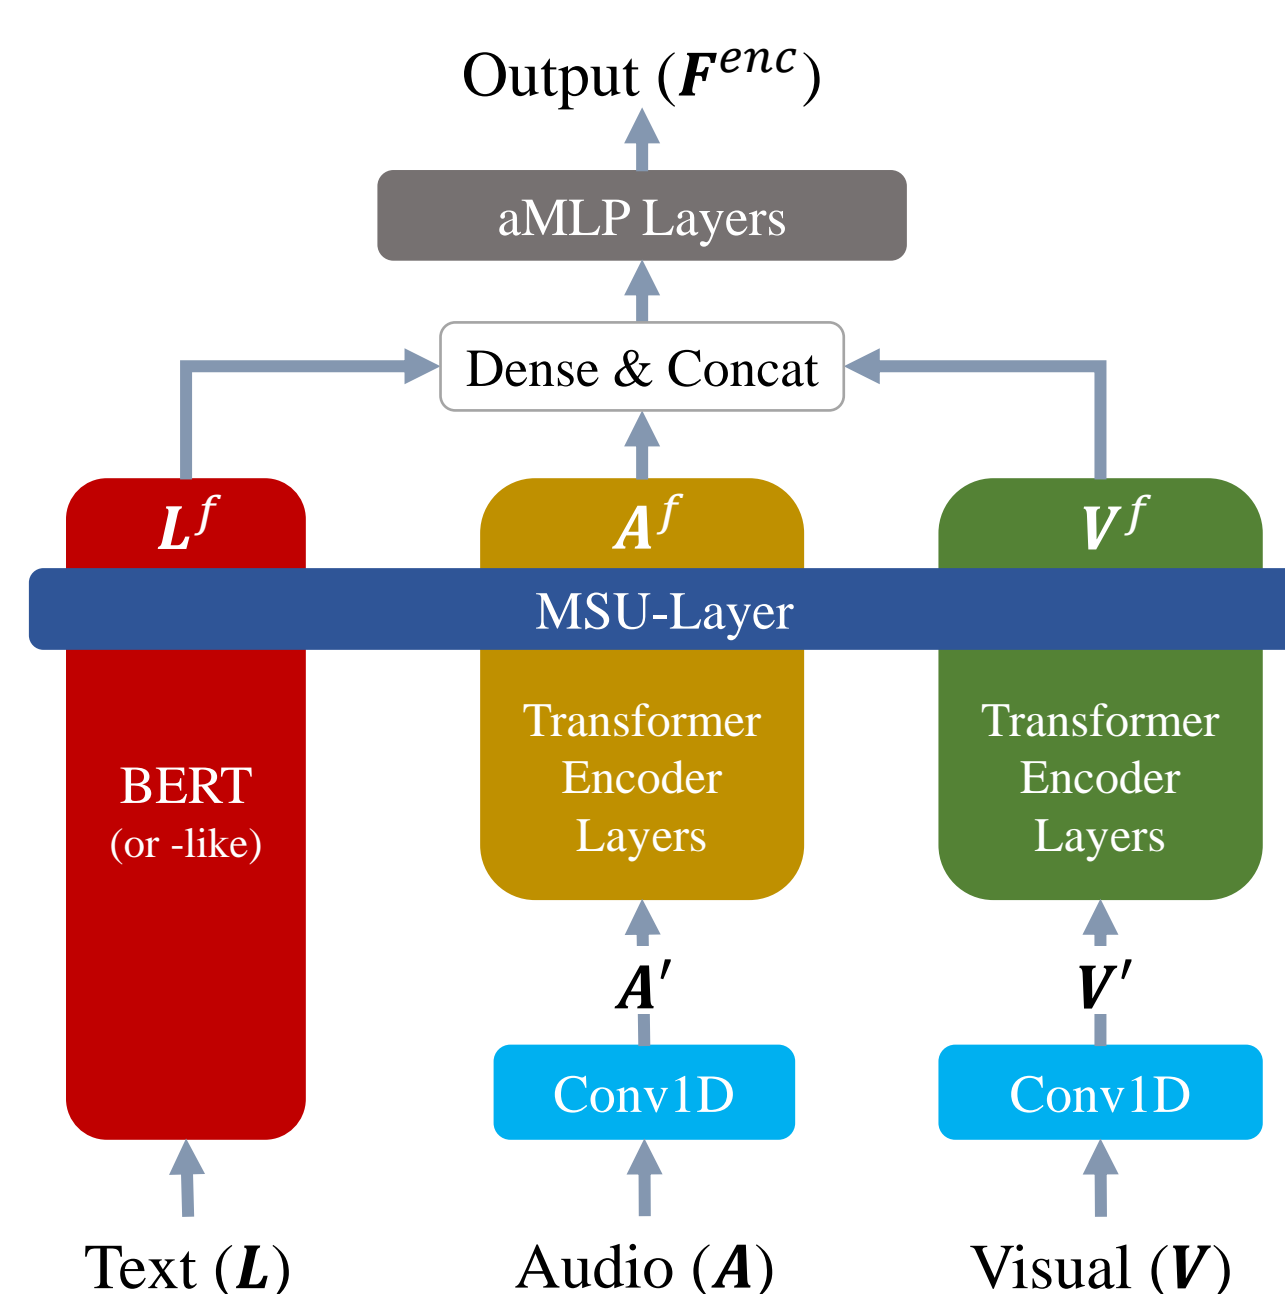 Output (F^enc)
aMLP Layers
Dense & Concat
L^f
A^f
V^f
MSU-Layer
BERT
(or -like)
Transformer
Encoder
Layers
Transformer
Encoder
Layers
A′
V′
Conv1D
Conv1D
Text (L)
Audio (A)
Visual (V)